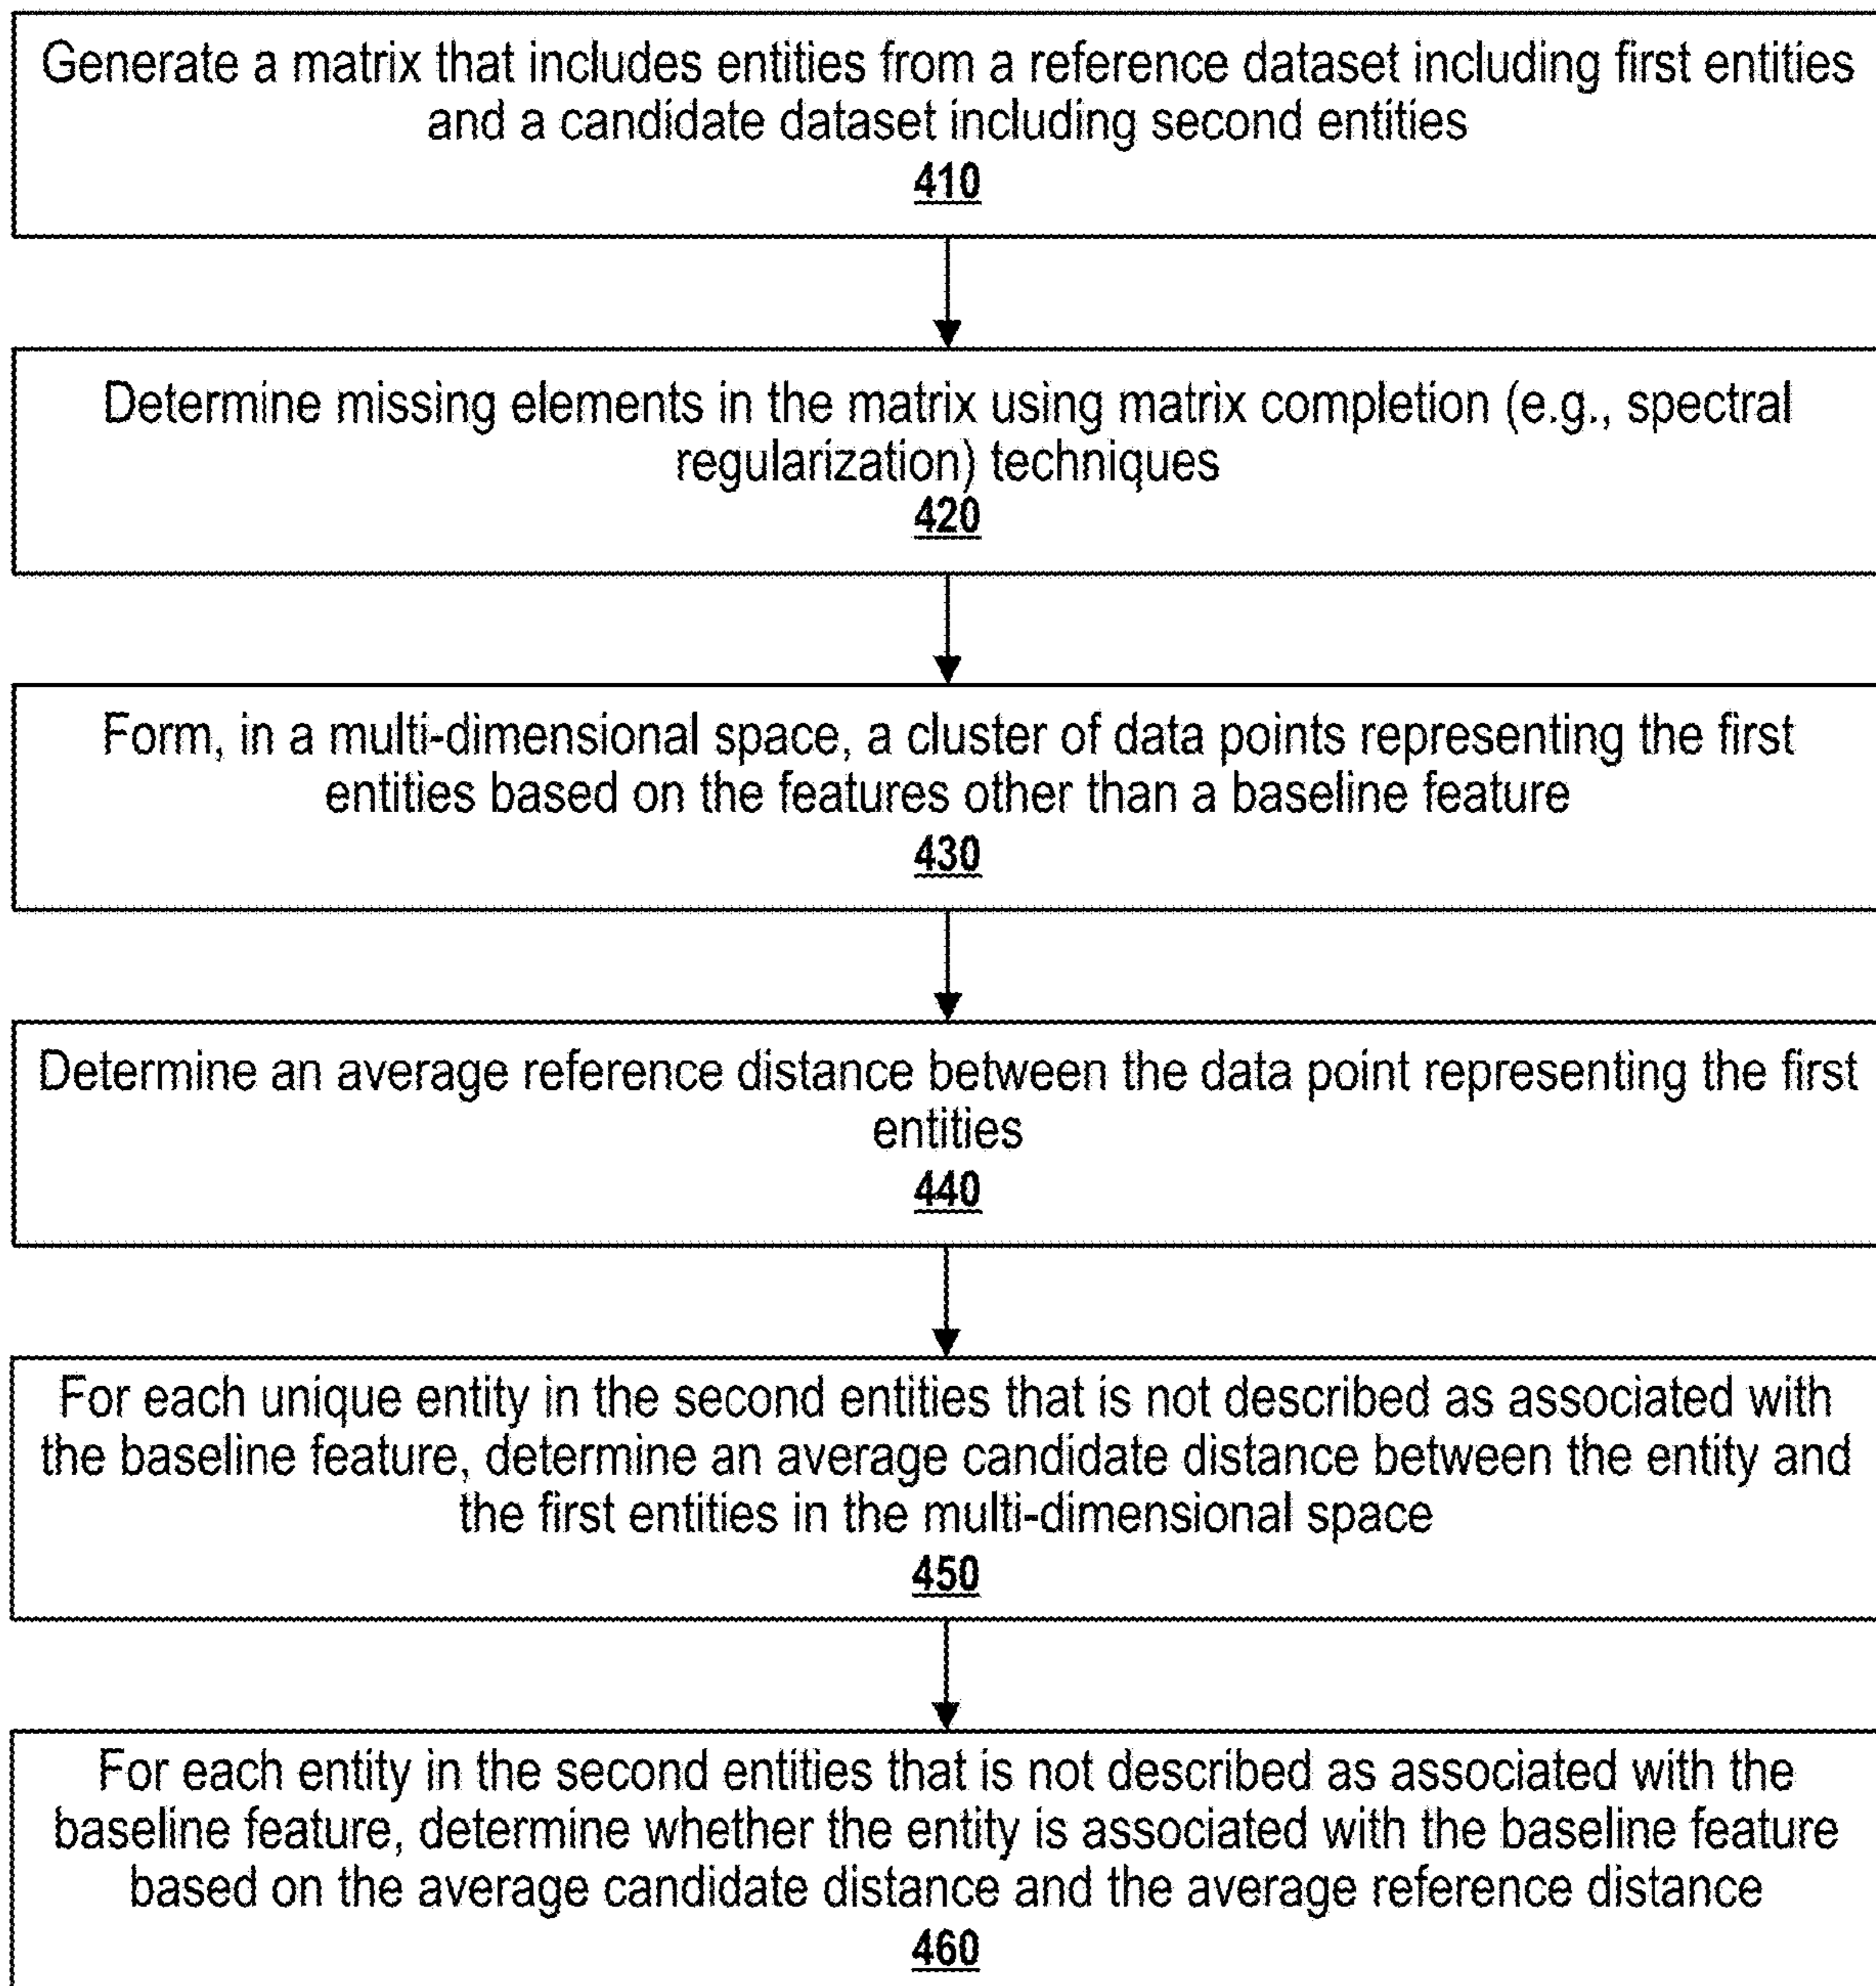 Generate a matrix that includes entities from a reference dataset including first entities
and a candidate dataset including second entities
410
Determine missing elements in the matrix using matrix completion (e.g., spectral
regularization) techniques
420
Form, in a multi-dimensional space, a cluster of data points representing the first
entities based on the features other than a baseline feature
430
Determine an average reference distance between the data point representing the first
entities
440
For each unique entity in the second entities that is not described as associated with
the baseline feature, determine an average candidate distance between the entity and
the first entities in the multi-dimensional space
450
For each entity in the second entities that is not described as associated with the
baseline feature, determine whether the entity is associated with the baseline feature
based on the average candidate distance and the average reference distance
460